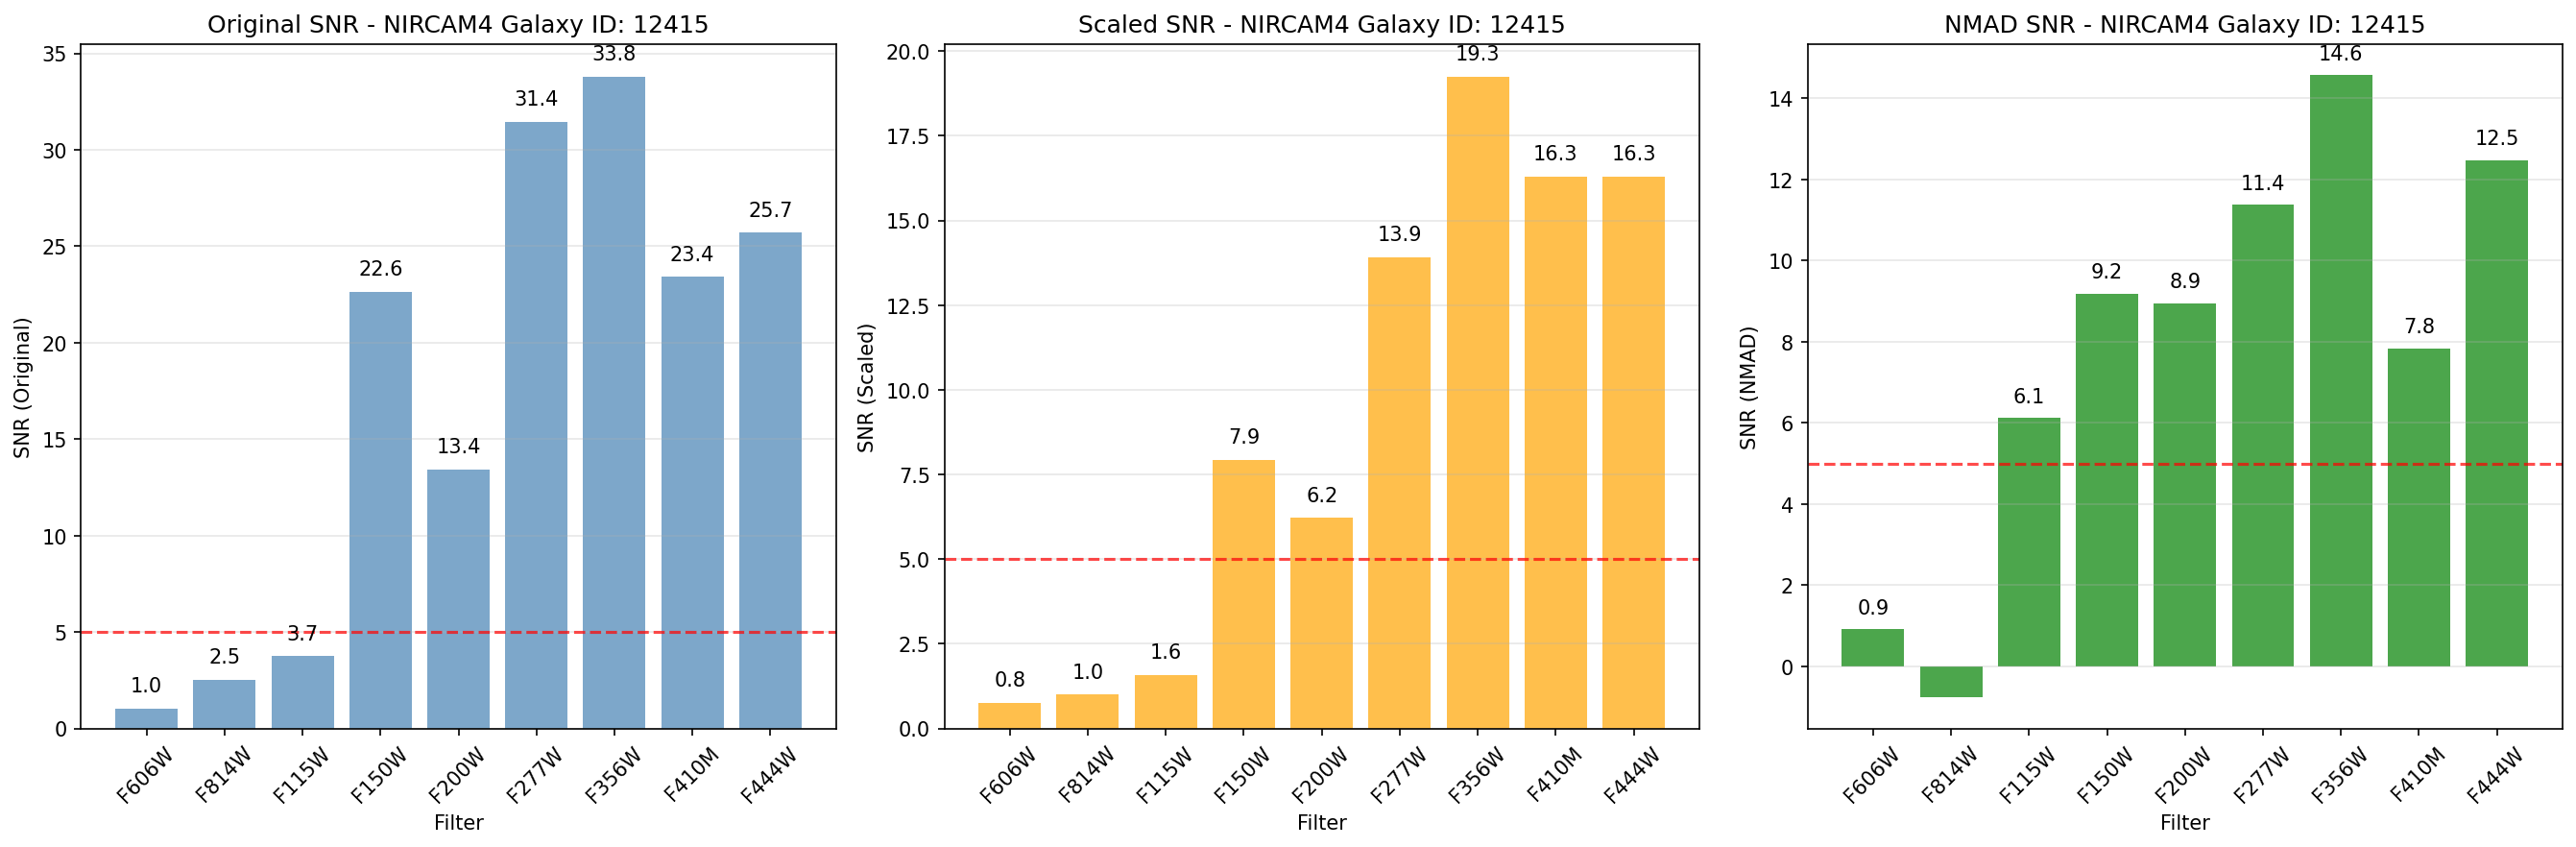 Original SNR - NIRCAM4 Galaxy ID: 12415
SNR (Original)
35
30
25
20
15
10
5
0
1.0
2.5
3.7
22.6
13.4
31.4
33.8
23.4
25.7
F606W
F814W
F115W
F150W
F200W
F277W
F356W
F410M
F444W
Filter
Scaled SNR - NIRCAM4 Galaxy ID: 12415
SNR (Scaled)
20.0
17.5
15.0
12.5
10.0
7.5
5.0
2.5
0.0
0.8
1.0
1.6
7.9
6.2
13.9
19.3
16.3
16.3
F606W
F814W
F115W
F150W
F200W
F277W
F356W
F410M
F444W
Filter
NMAD SNR - NIRCAM4 Galaxy ID: 12415
SNR (NMAD)
14
12
10
8
6
4
2
0
0.9
6.1
9.2
8.9
11.4
14.6
7.8
12.5
F606W
F814W
F115W
F150W
F200W
F277W
F356W
F410M
F444W
Filter